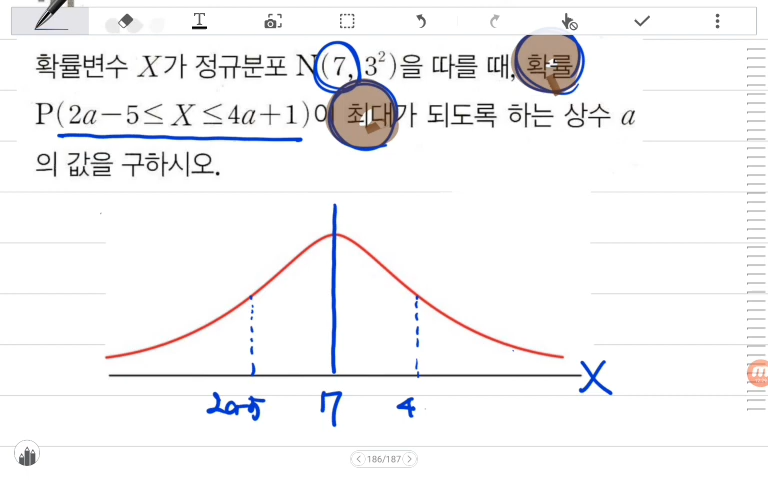 T
확률변수 X가 정규분포 N(7, 3²)을 따를 때, 확률
P(2a−5≤X≤4a+1)이 최대가 되도록 하는 상수 a
의 값을 구하시오.
X
2a-5 7 4
186/187